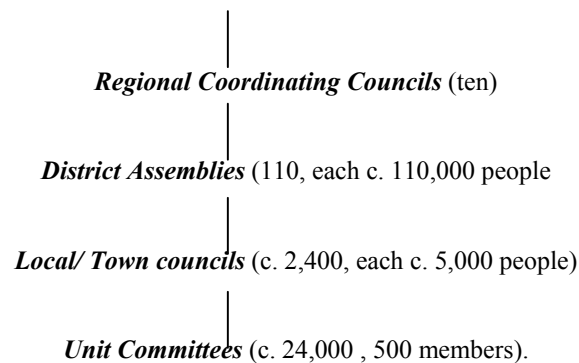 Regional Coordinating Councils (ten)
District Assemblies (110, each c. 110,000 people
Local/ Town councils (c. 2,400, each c. 5,000 people)
Unit Committees (c. 24,000 , 500 members).